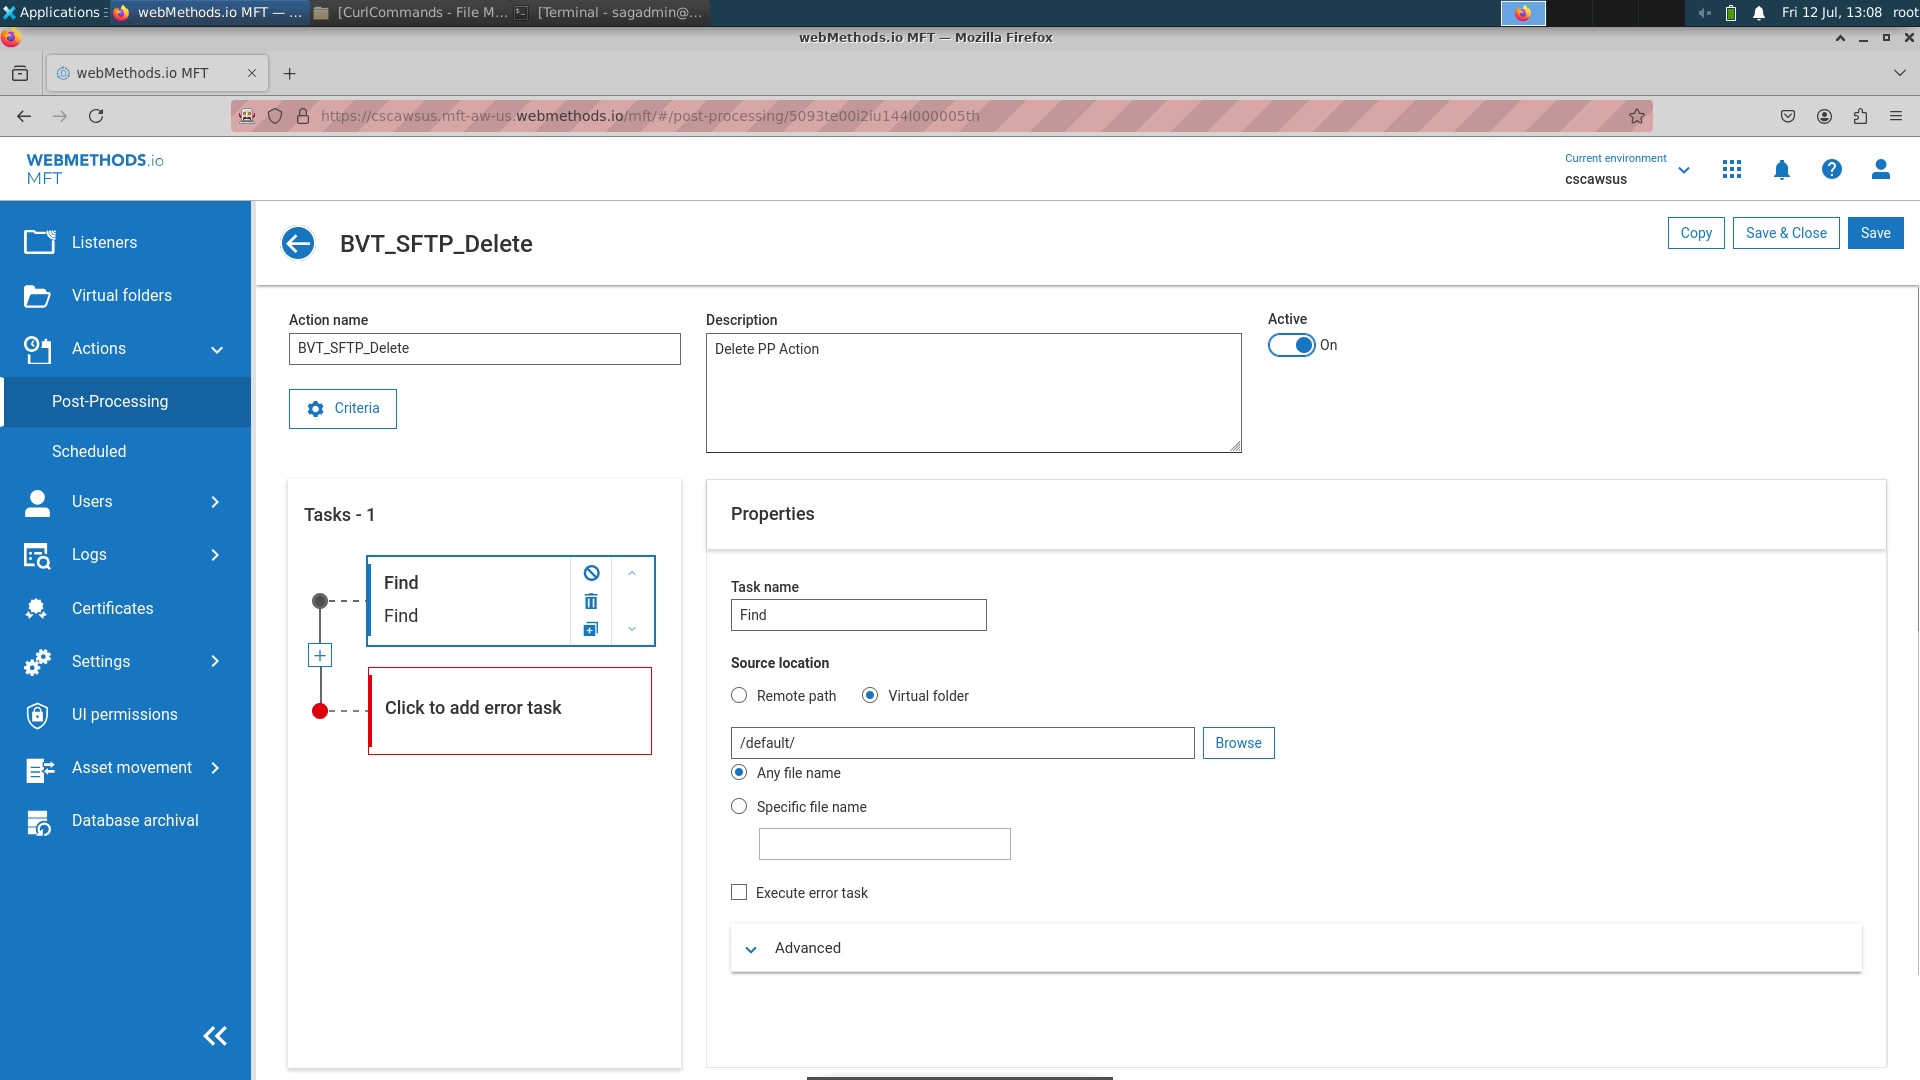 Applications
webMethods.io MFT — ...
[CurlCommands - File M...
[Terminal - sagadmin@...
Fri 12 Jul, 13:08
root
webMethods.io MFT — Mozilla Firefox
webMethods.io MFT
https://cscawsus.mft-aw-us.webmethods.io/mft/#/post-processing/5093te00i2iu144l000005th
WEBMETHODS.io
MFT
Current environment
cscawsus
Listeners
Virtual folders
Actions
Post-Processing
Scheduled
Users
Logs
Certificates
Settings
UI permissions
Asset movement
Database archival
BVT_SFTP_Delete
Copy
Save & Close
Save
Action name
BVT_SFTP_Delete
Criteria
Description
Delete PP Action
Active
On
Tasks - 1
Find
Find
Click to add error task
Properties
Task name
Find
Source location
Remote path
Virtual folder
/default/
Browse
Any file name
Specific file name
Execute error task
Advanced